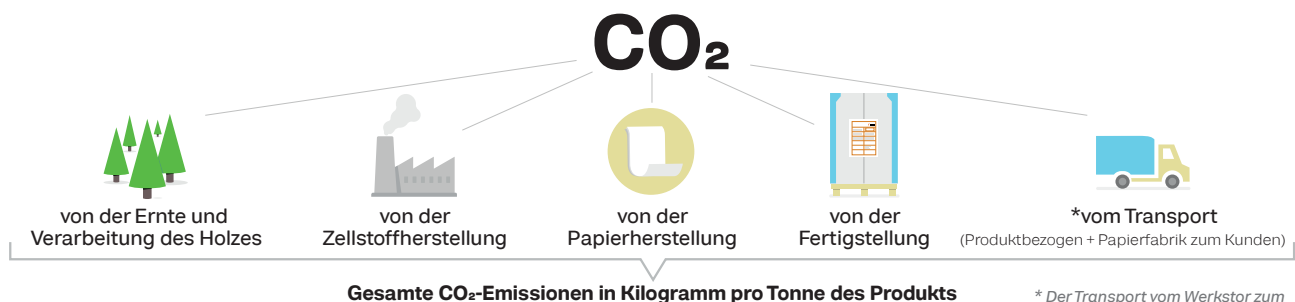 CO₂
von der Ernte und
Verarbeitung des Holzes
von der
Zellstoffherstellung
von der
Papierherstellung
von der
Fertigstellung
*vom Transport
(Produktbezogen + Papierfabrik zum Kunden)
Gesamte CO₂-Emissionen in Kilogramm pro Tonne des Produkts
* Der Transport vom Werkstor zum